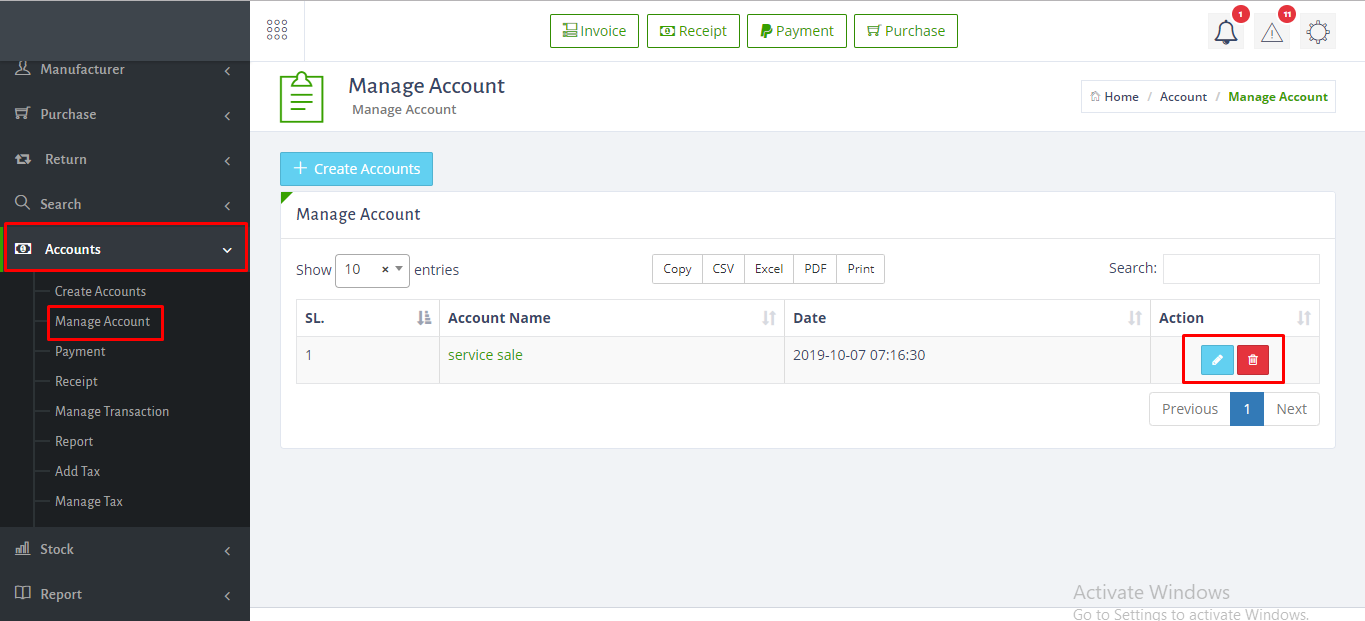 Invoice Receipt Payment Purchase 1 11
Manufacturer
Purchase
Return
Search
Accounts
Create Accounts
Manage Account
Payment
Receipt
Manage Transaction
Report
Add Tax
Manage Tax
Stock
Report
Manage Account
Manage Account
Home / Account / Manage Account
+ Create Accounts
Manage Account
Show 10 × entries Copy CSV Excel PDF Print Search:
SL. Account Name Date Action
1 service sale 2019-10-07 07:16:30
Previous 1 Next
Activate Windows
Go to Settings to activate Windows.